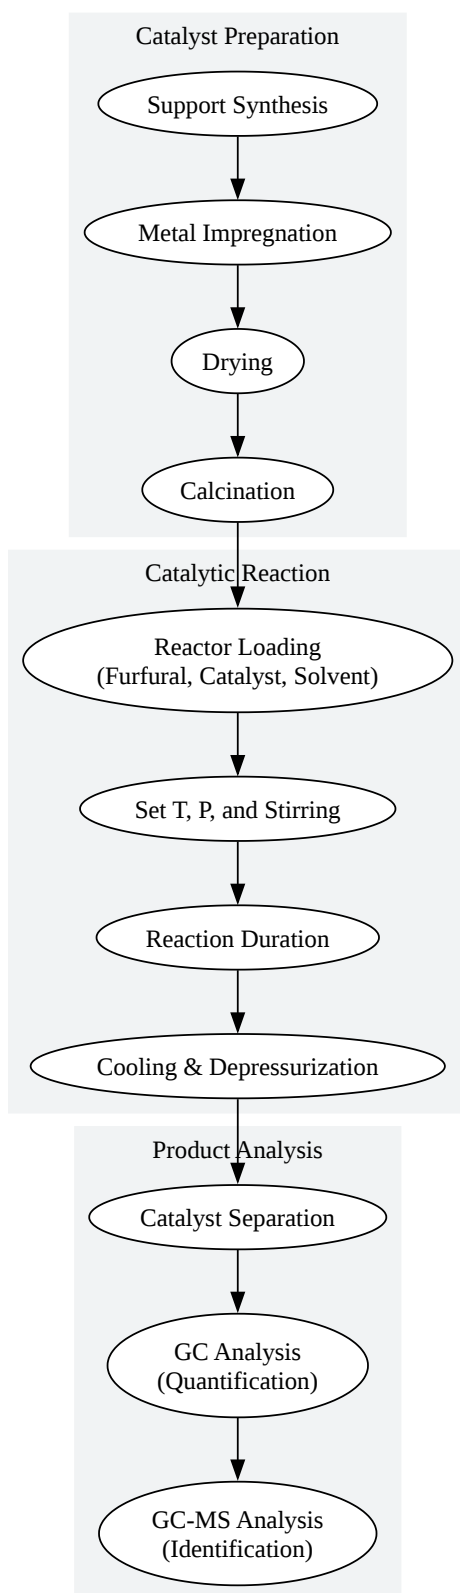 Catalyst Preparation
Support Synthesis
Metal Impregnation
Drying
Calcination
Catalytic Reaction
Reactor Loading
(Furfural, Catalyst, Solvent)
Set T, P, and Stirring
Reaction Duration
Cooling & Depressurization
Product Analysis
Catalyst Separation
GC Analysis
(Quantification)
GC-MS Analysis
(Identification)